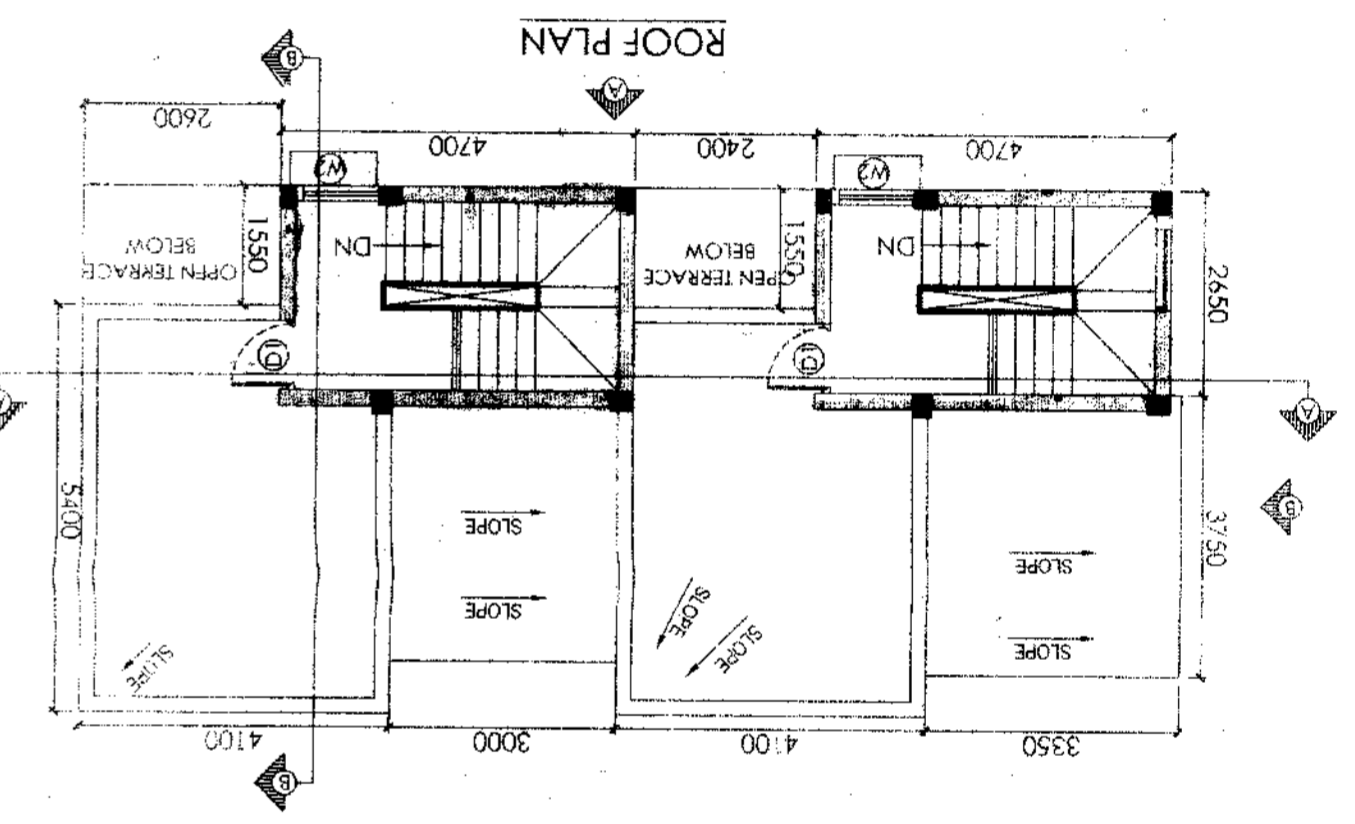 B
3350
4100
3000
4100
SLOPE
SLOPE
SLOPE
SLOPE
SLOPE
SLOPE
SLOPE
3750
5400
B
A
D1
D1
2650
DN
1550
OPEN TERRACE
BELOW
DN
1550
OPEN TERRACE
BELOW
W2
W2
4700
2400
4700
2600
A
B
ROOF PLAN